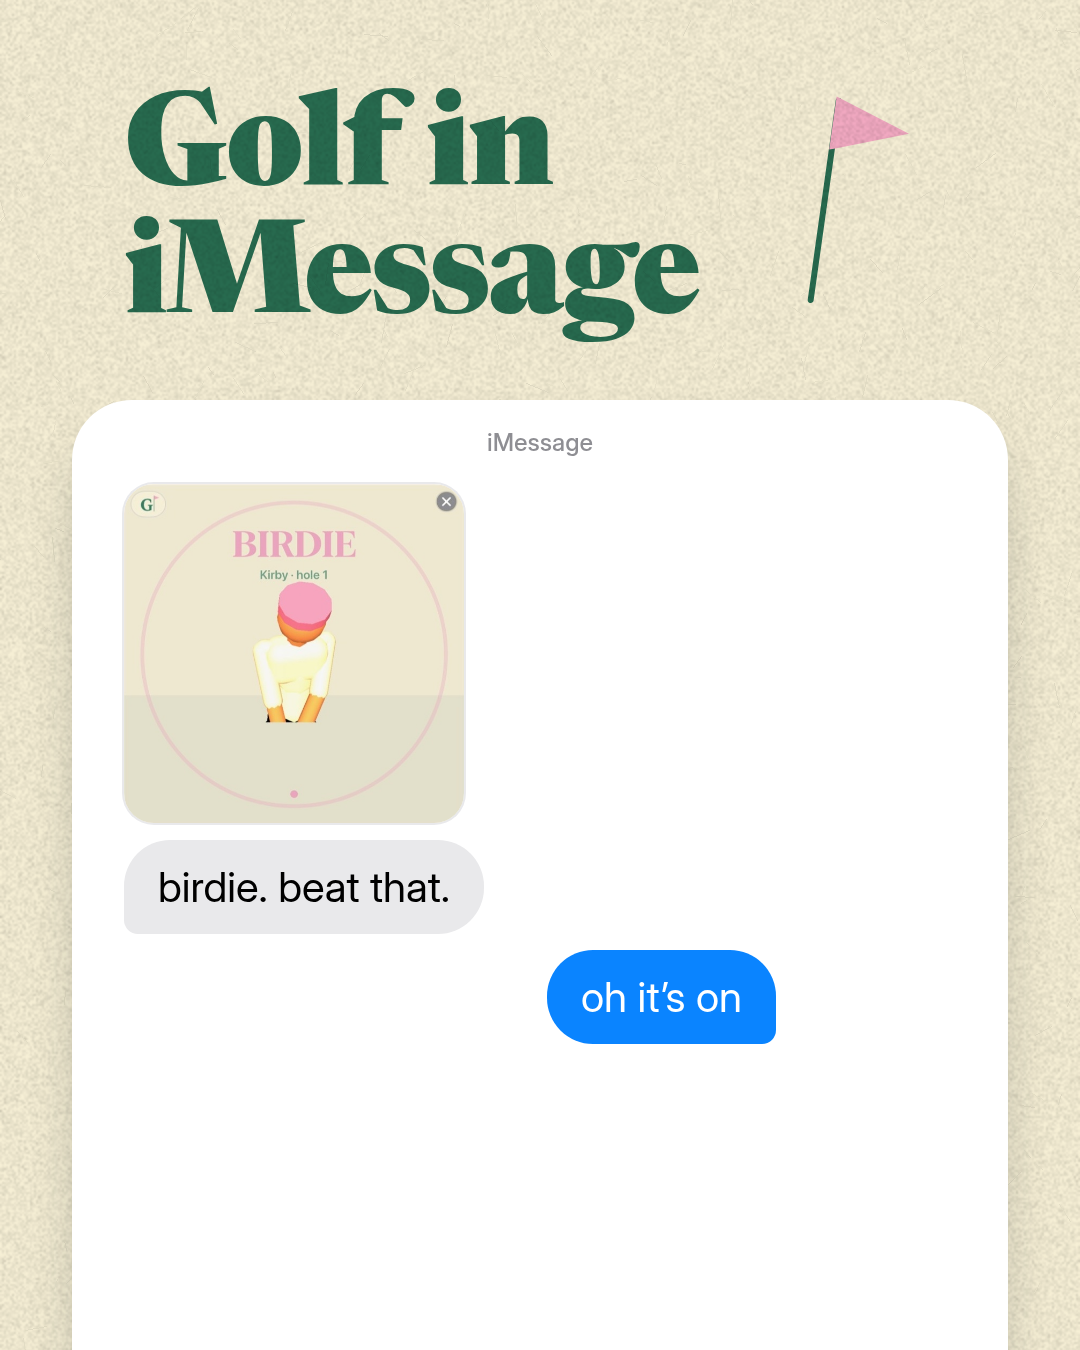 Golf in
iMessage
iMessage
G
BIRDIE
Kirby · hole 1
birdie. beat that.
oh it’s on